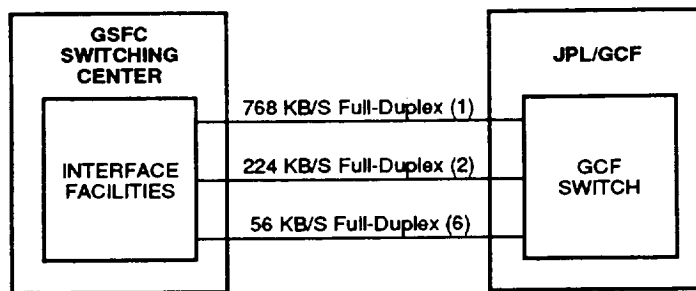 GSFC
SWITCHING
CENTER
INTERFACE
FACILITIES
768 KB/S Full-Duplex (1)
224 KB/S Full-Duplex (2)
56 KB/S Full-Duplex (6)
JPL/GCF
GCF
SWITCH